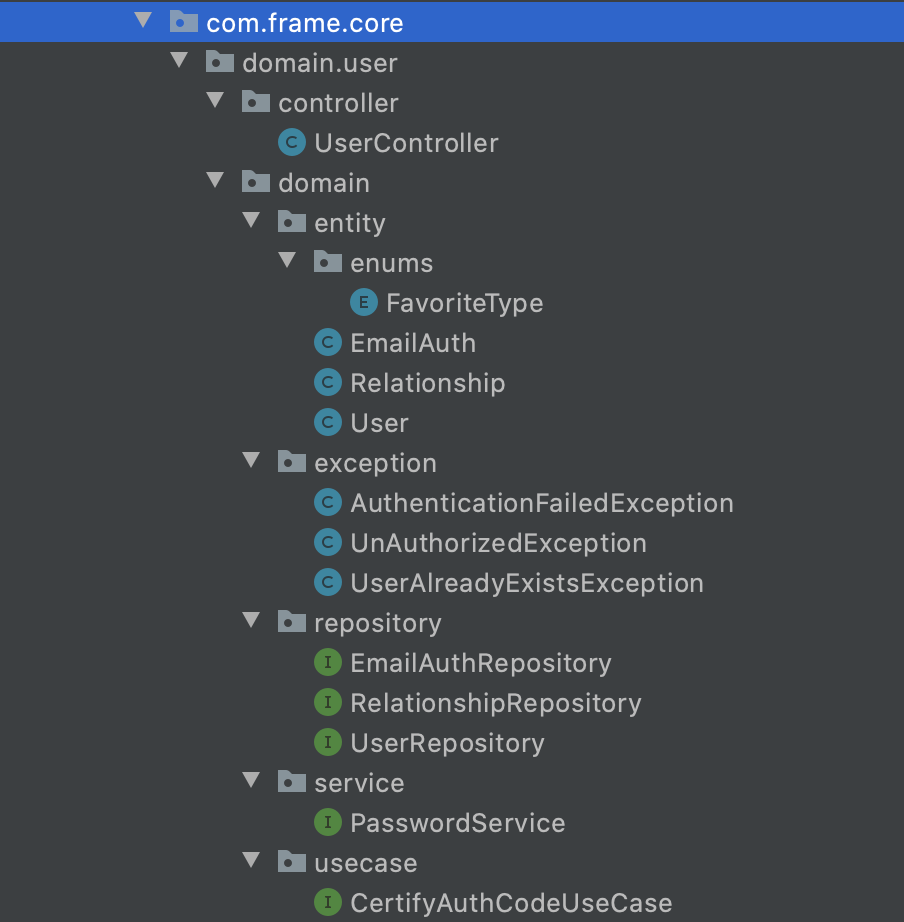 com.frame.core
domain.user
controller
C UserController
domain
entity
enums
E FavoriteType
C EmailAuth
C Relationship
C User
exception
C AuthenticationFailedException
C UnAuthorizedException
C UserAlreadyExistsException
repository
I EmailAuthRepository
I RelationshipRepository
I UserRepository
service
I PasswordService
usecase
I CertifyAuthCodeUseCase